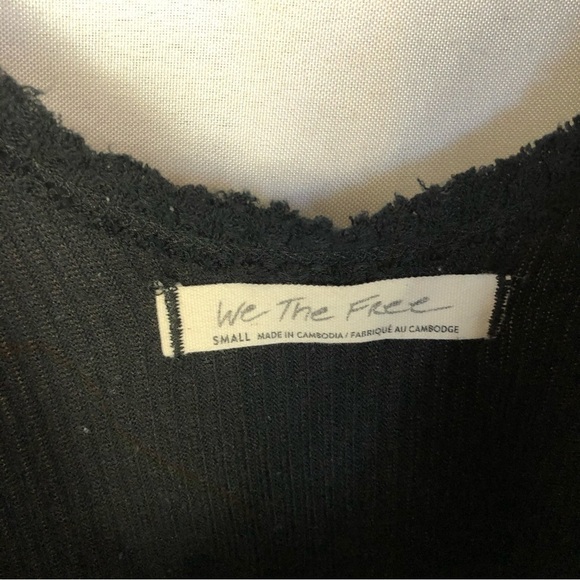 We The Free
SMALL MADE IN CAMBODIA / FABRIQUÉ AU CAMBODGE